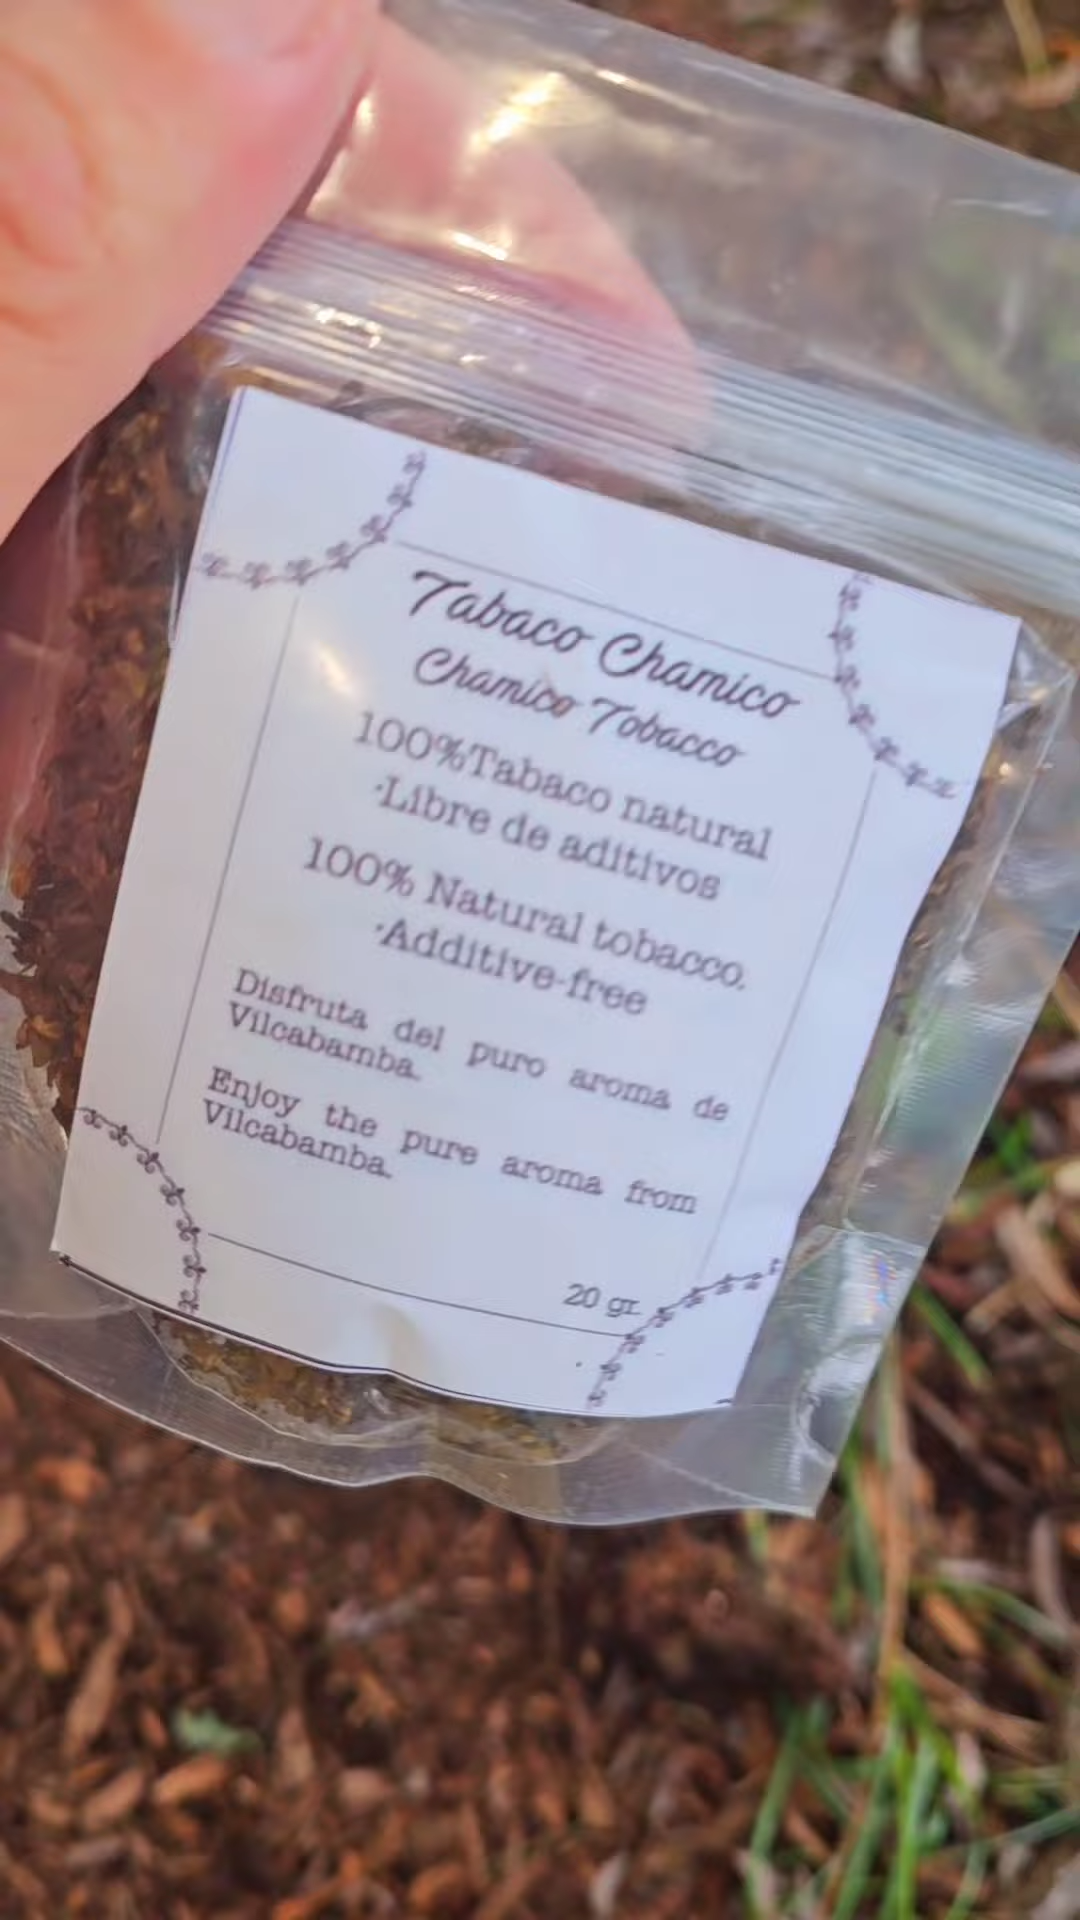 Tabaco Chamico
Chamico Tobacco
100%Tabaco natural
·Libre de aditivos
100% Natural tobacco.
·Additive-free
Disfruta del puro aroma de
Vilcabamba.
Enjoy the pure aroma from
Vilcabamba.
20 gr.